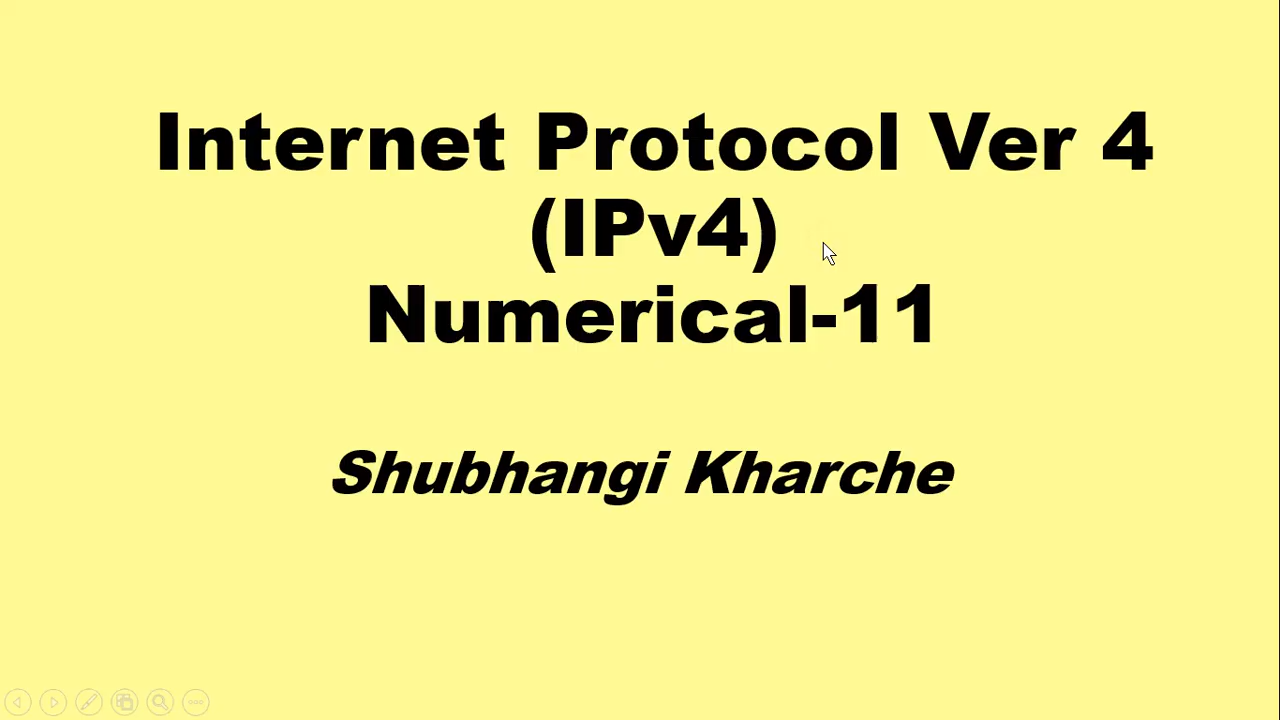 Internet Protocol Ver 4
(IPv4)
Numerical-11
Shubhangi Kharche